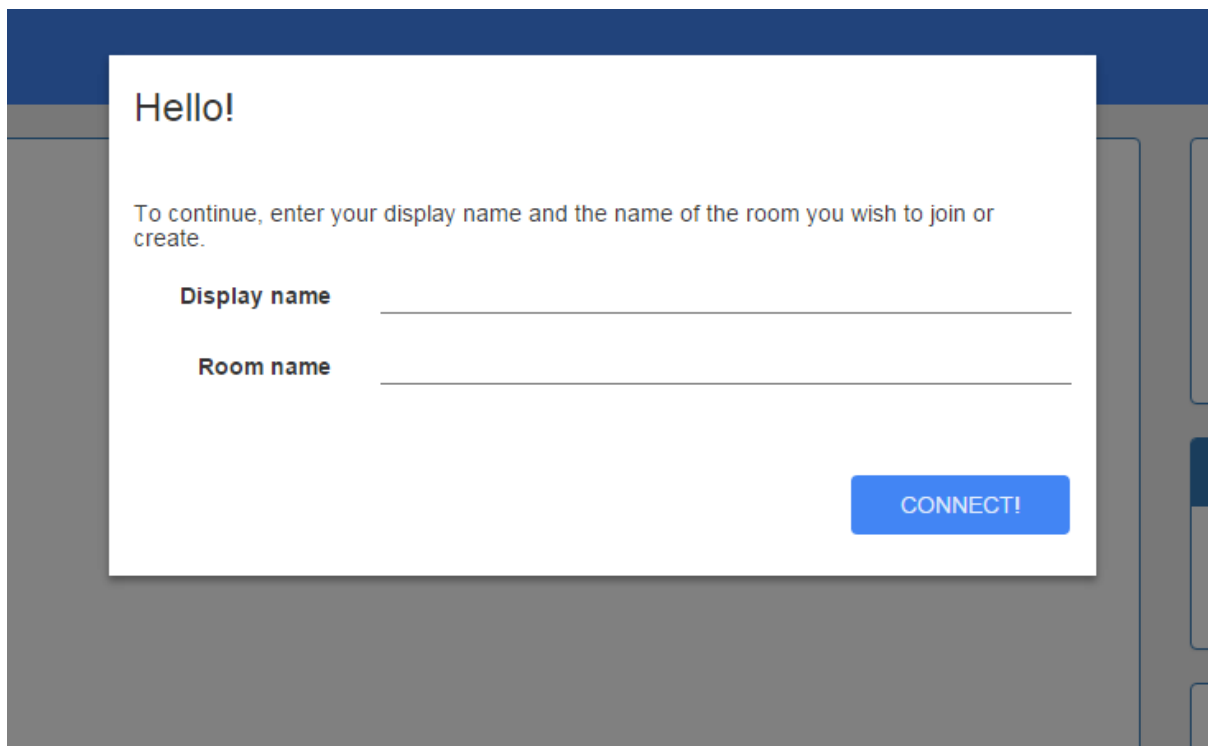 Hello!
To continue, enter your display name and the name of the room you wish to join or
create.
Display name
Room name
CONNECT!